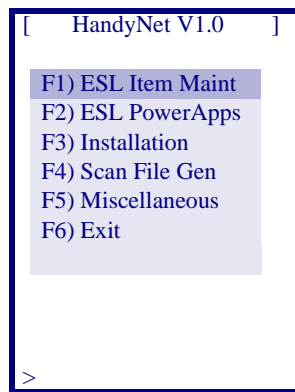 [ HandyNet V1.0 ]
F1) ESL Item Maint
F2) ESL PowerApps
F3) Installation
F4) Scan File Gen
F5) Miscellaneous
F6) Exit
>